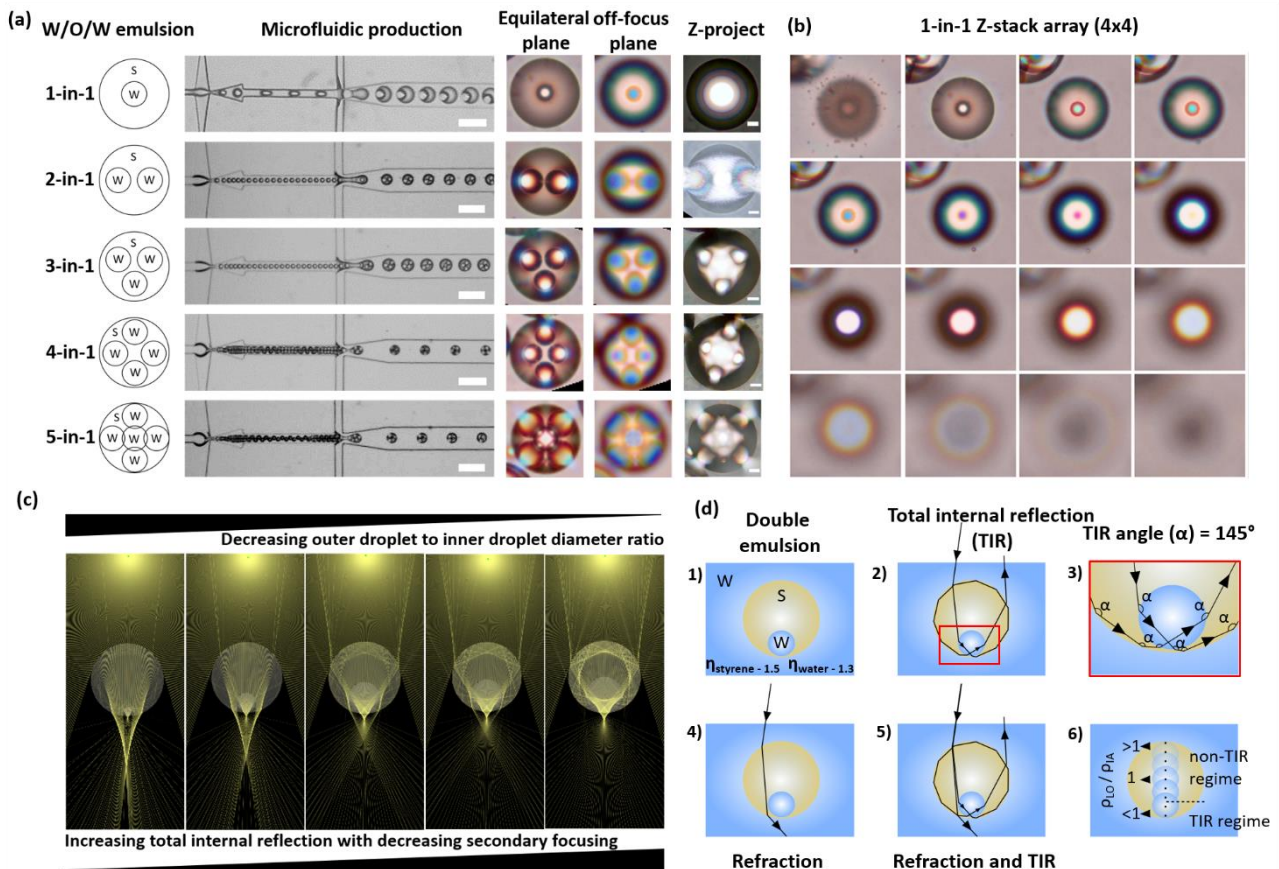 (a)
W/O/W emulsion
Microfluidic production
Equilateral off-focus
plane plane
Z-project
1-in-1
S
W
2-in-1
S
W W
3-in-1
S
W W
W
4-in-1
S W
W W
W
5-in-1
S W
W W W
W
(b)
1-in-1 Z-stack array (4x4)
(c)
Decreasing outer droplet to inner droplet diameter ratio
Increasing total internal reflection with decreasing secondary focusing
(d)
Double
emulsion
Total internal reflection
(TIR)
TIR angle (α) = 145°
1)
W
S
W
ηstyrene - 1.5 ηwater - 1.3
2)
3)
α α α α
α α α
4)
Refraction
5)
Refraction and TIR
6)
ρLO / ρIA
>1
1
<1
non-TIR
regime
TIR regime